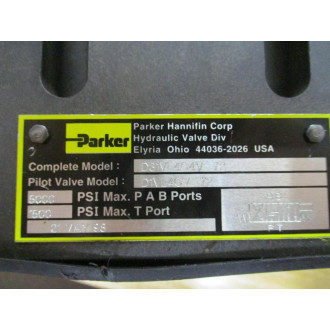 Parker
Parker Hannifin Corp
Hydraulic Valve Div
Elyria Ohio 44036-2026 USA
Complete Model :
Pilot Valve Model :
5000 PSI Max. P A B Ports
PSI Max. T Port
P T